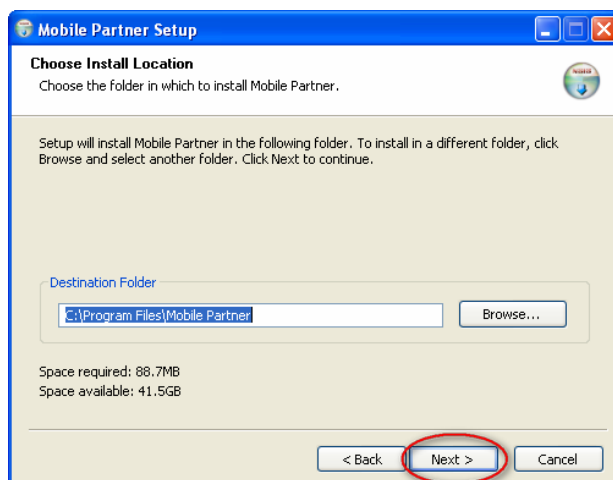 Mobile Partner Setup
Choose Install Location
Choose the folder in which to install Mobile Partner.
Setup will install Mobile Partner in the following folder. To install in a different folder, click
Browse and select another folder. Click Next to continue.
Destination Folder
C:\Program Files\Mobile Partner
Browse...
Space required: 88.7MB
Space available: 41.5GB
< Back
Next >
Cancel